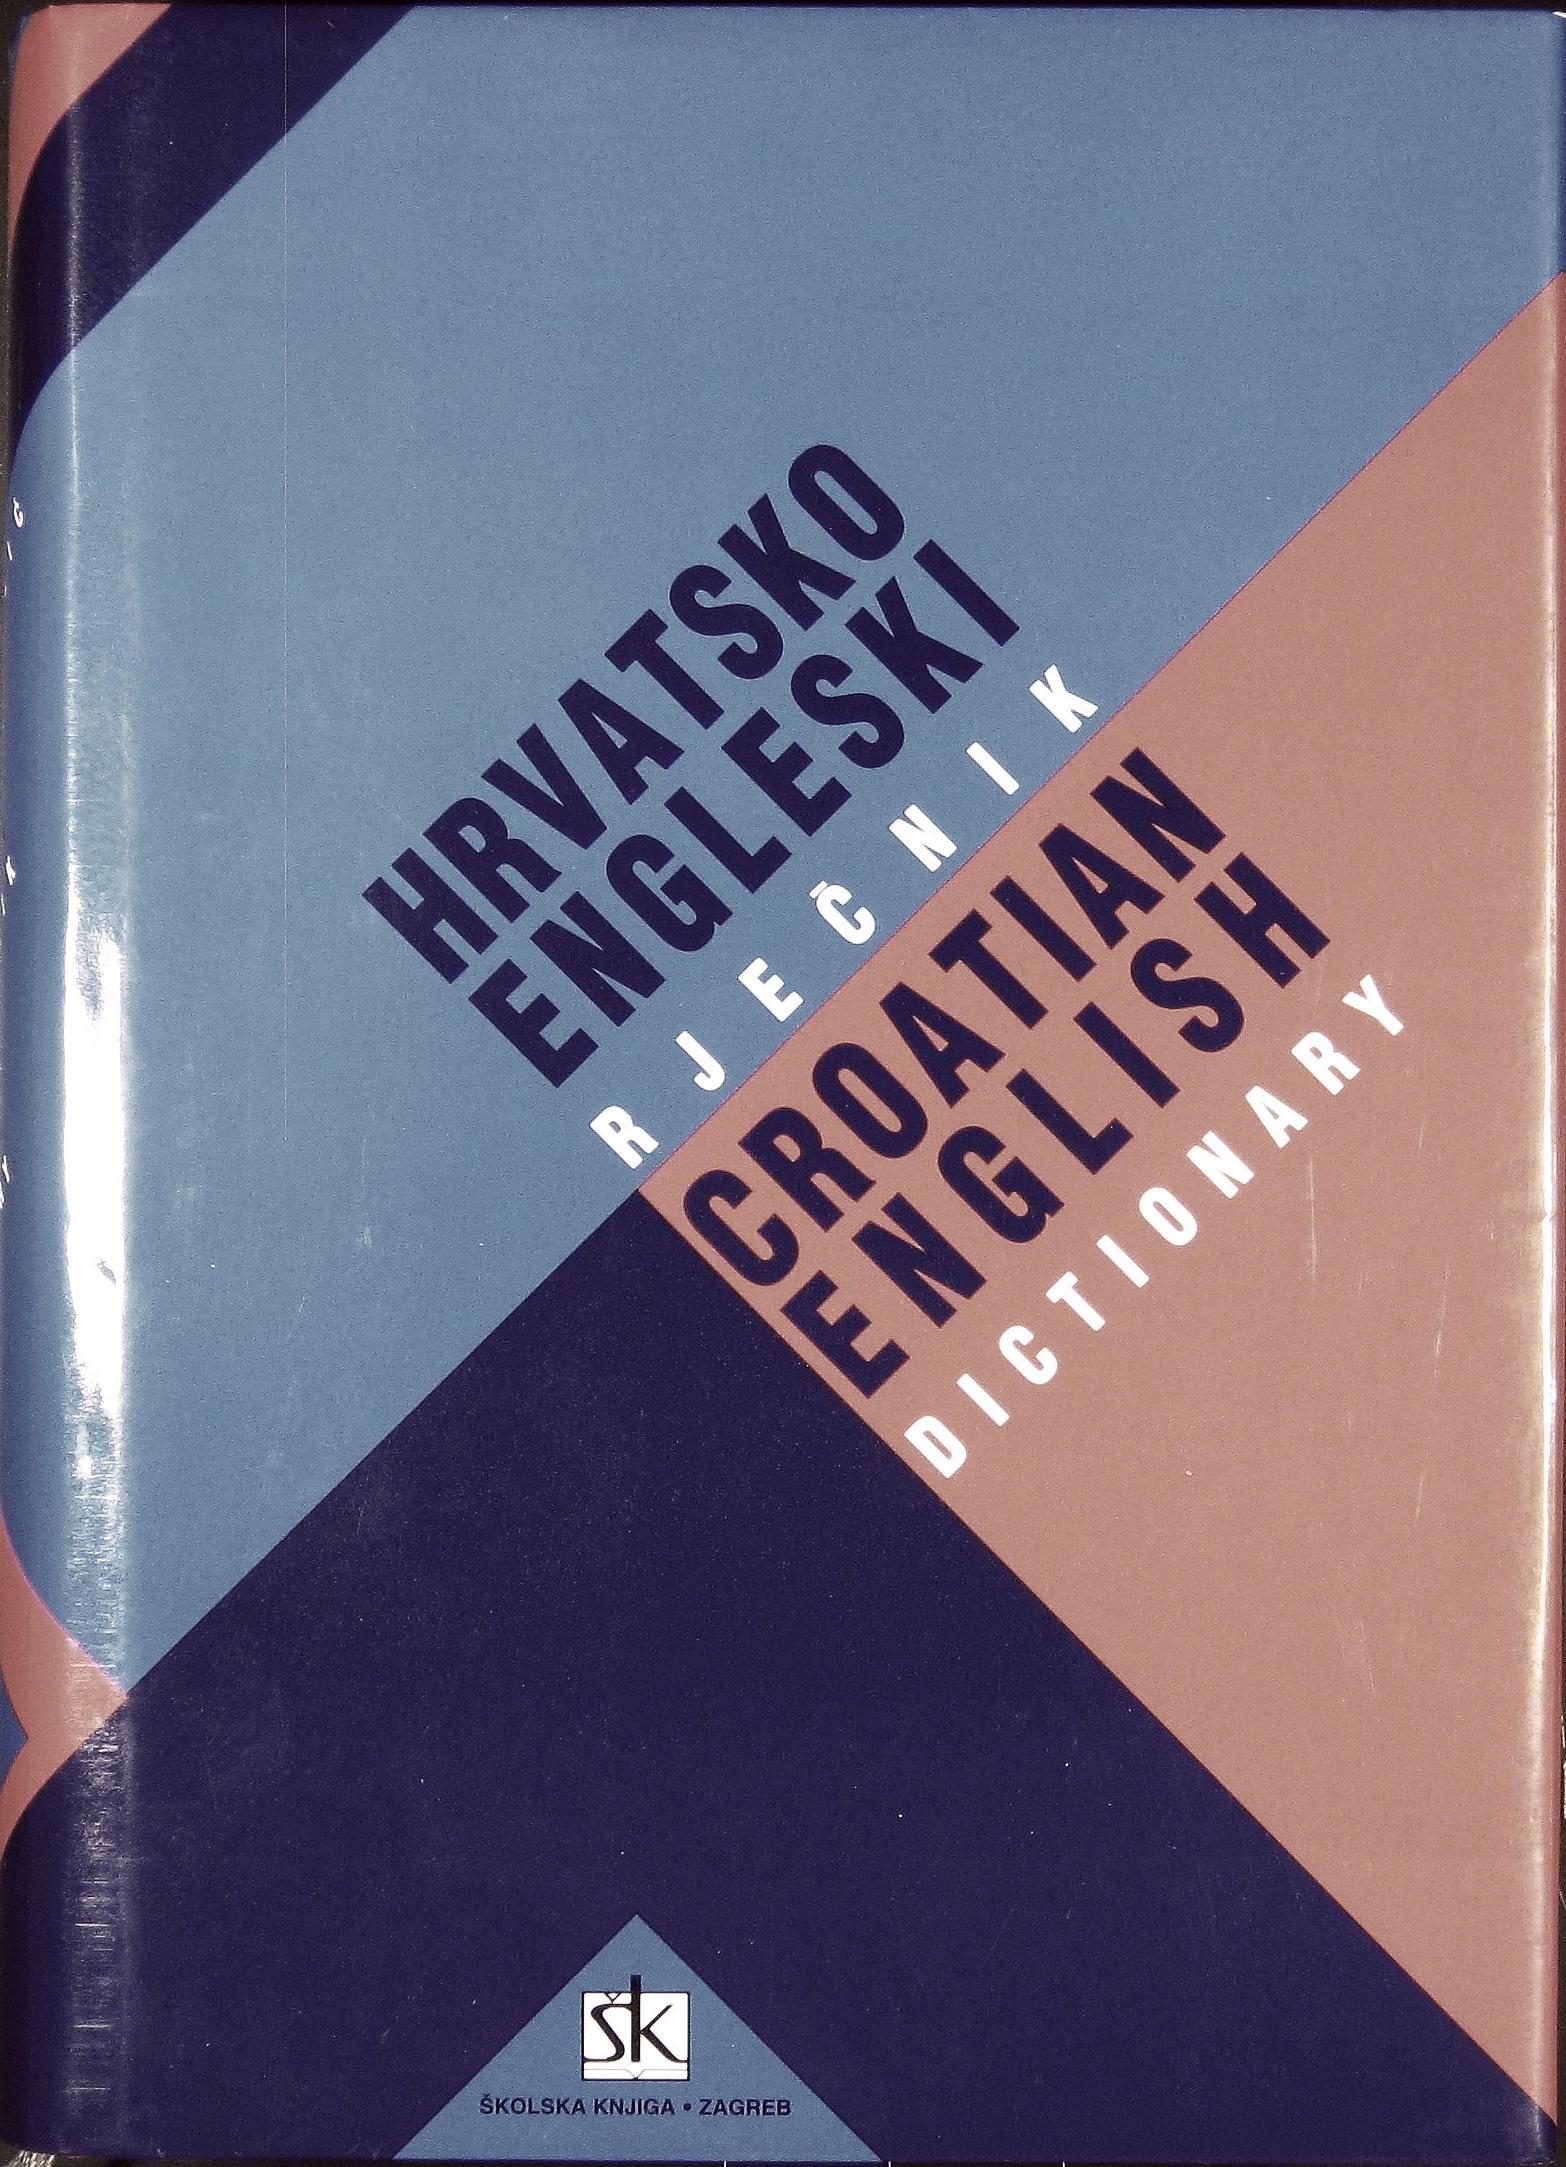 HRVATSKO
ENGLESKI
RJEČNIK
CROATIAN
ENGLISH
DICTIONARY
šk
ŠKOLSKA KNJIGA • ZAGREB